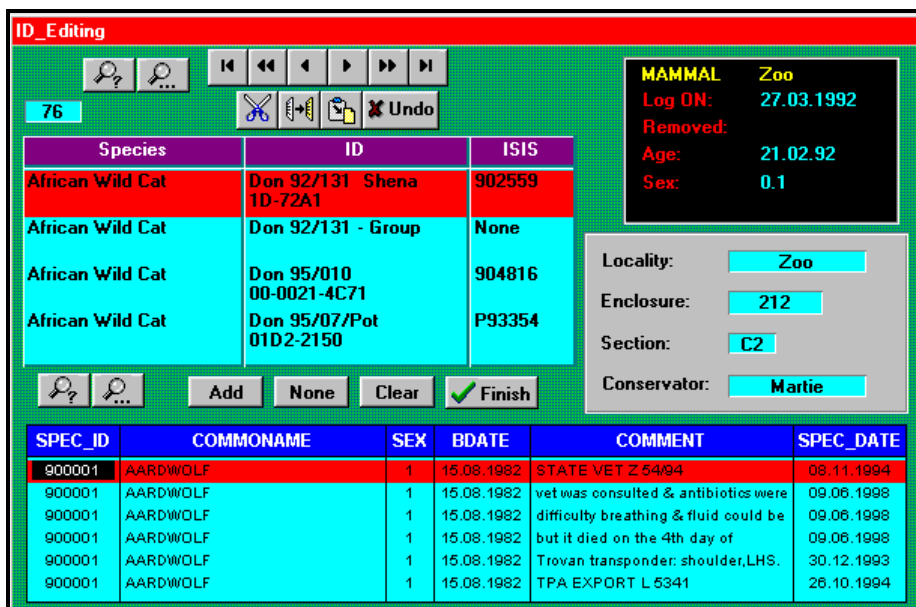 ID_Editing
76
Undo
MAMMAL Zoo
Log ON: 27.03.1992
Removed:
Age: 21.02.92
Sex: 0.1
Species ID ISIS
African Wild Cat Don 92/131 Shena 902559
1D-72A1
African Wild Cat Don 92/131 - Group None
African Wild Cat Don 95/010 904816
00-0021-4C71
African Wild Cat Don 95/07/Pot P93354
01D2-2150
Locality: Zoo
Enclosure: 212
Section: C2
Conservator: Martie
Add None Clear Finish
SPEC_ID COMMONAME SEX BDATE COMMENT SPEC_DATE
900001 AARDWOLF 1 15.08.1982 STATE VET Z 54/94 08.11.1994
900001 AARDWOLF 1 15.08.1982 vet was consulted & antibiotics were 09.06.1998
900001 AARDWOLF 1 15.08.1982 difficulty breathing & fluid could be 09.06.1998
900001 AARDWOLF 1 15.08.1982 but it died on the 4th day of 09.06.1998
900001 AARDWOLF 1 15.08.1982 Trovan transponder: shoulder,LHS. 30.12.1993
900001 AARDWOLF 1 15.08.1982 TPA EXPORT L 5341 26.10.1994